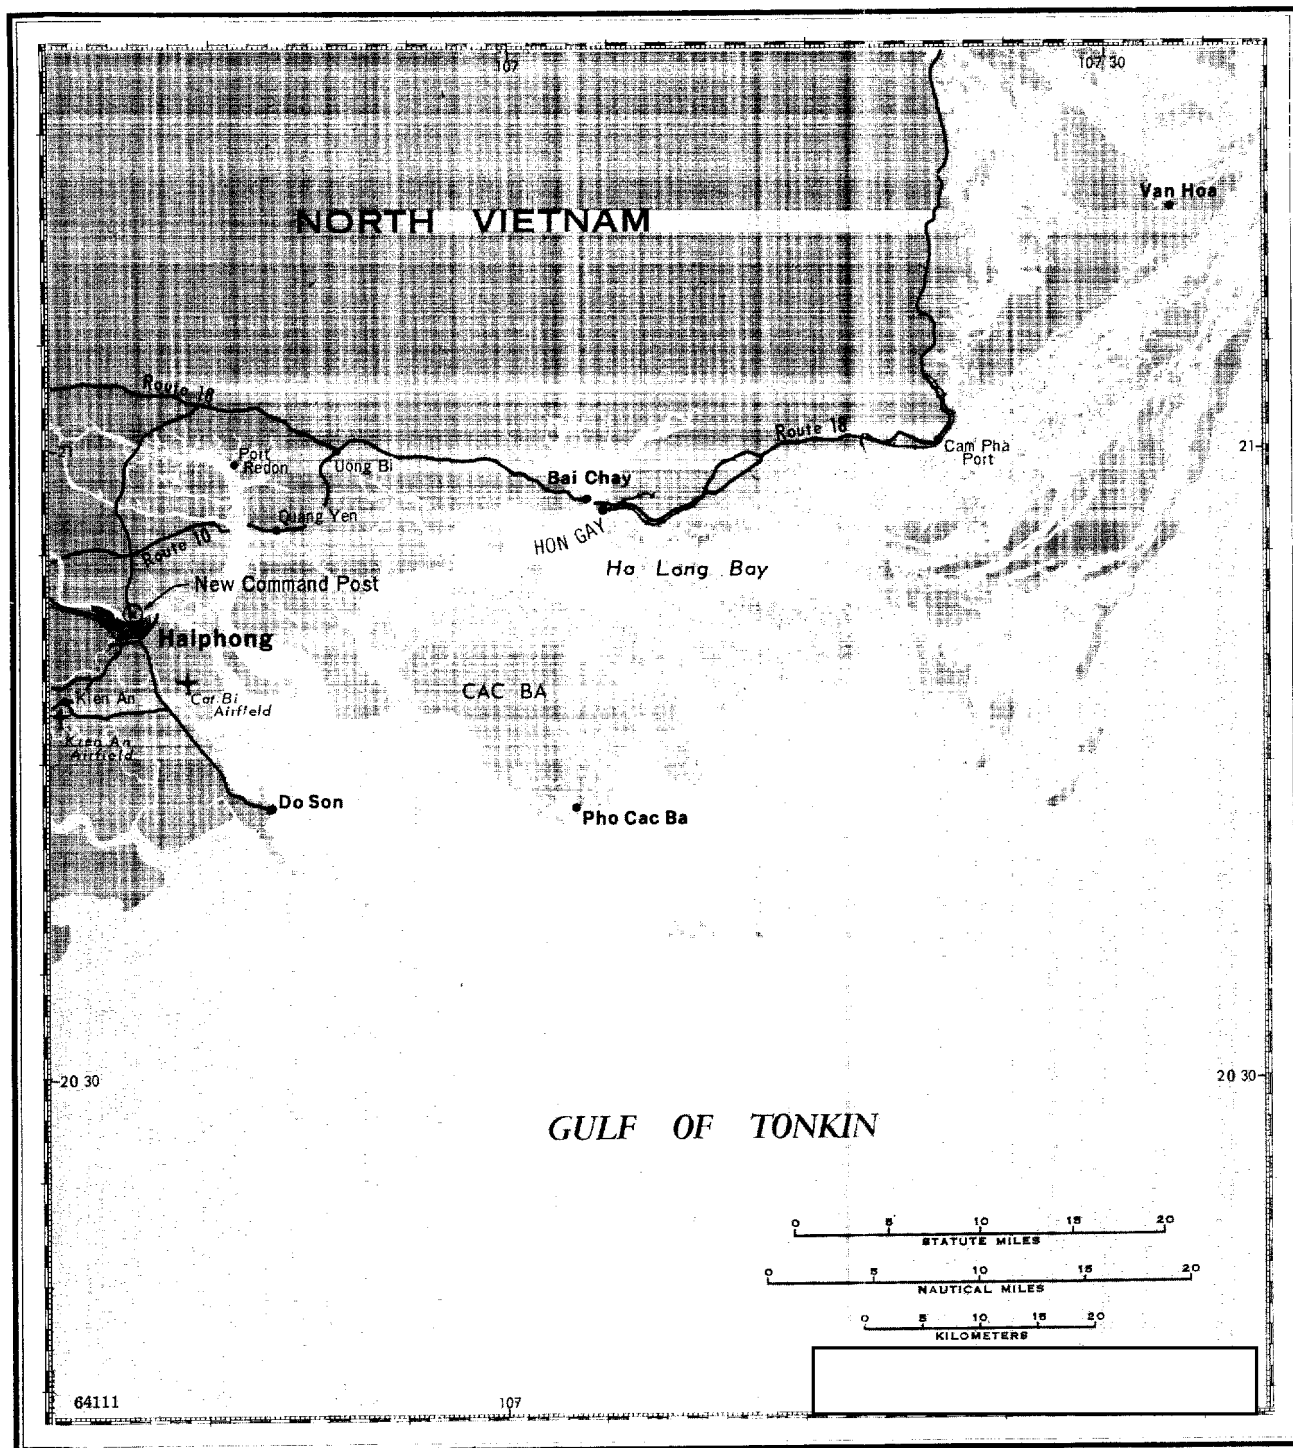 107
107 30
Van Hoa
NORTH VIETNAM
Route 18
Route 18
Port
Redon
Uong Bi
Cam Pha
Port
21
21
Bai Chay
Quang Yen
HON GAY
Route 10
Ha Long Bay
New Command Post
Haiphong
CAC BA
Kien An
Cat Bi
Airfield
Kien An
Airfield
Do Son
Pho Cac Ba
20 30
20 30
GULF OF TONKIN
0 5 10 15 20
STATUTE MILES
0 5 10 15 20
NAUTICAL MILES
0 5 10 15 20
KILOMETERS
64111
107